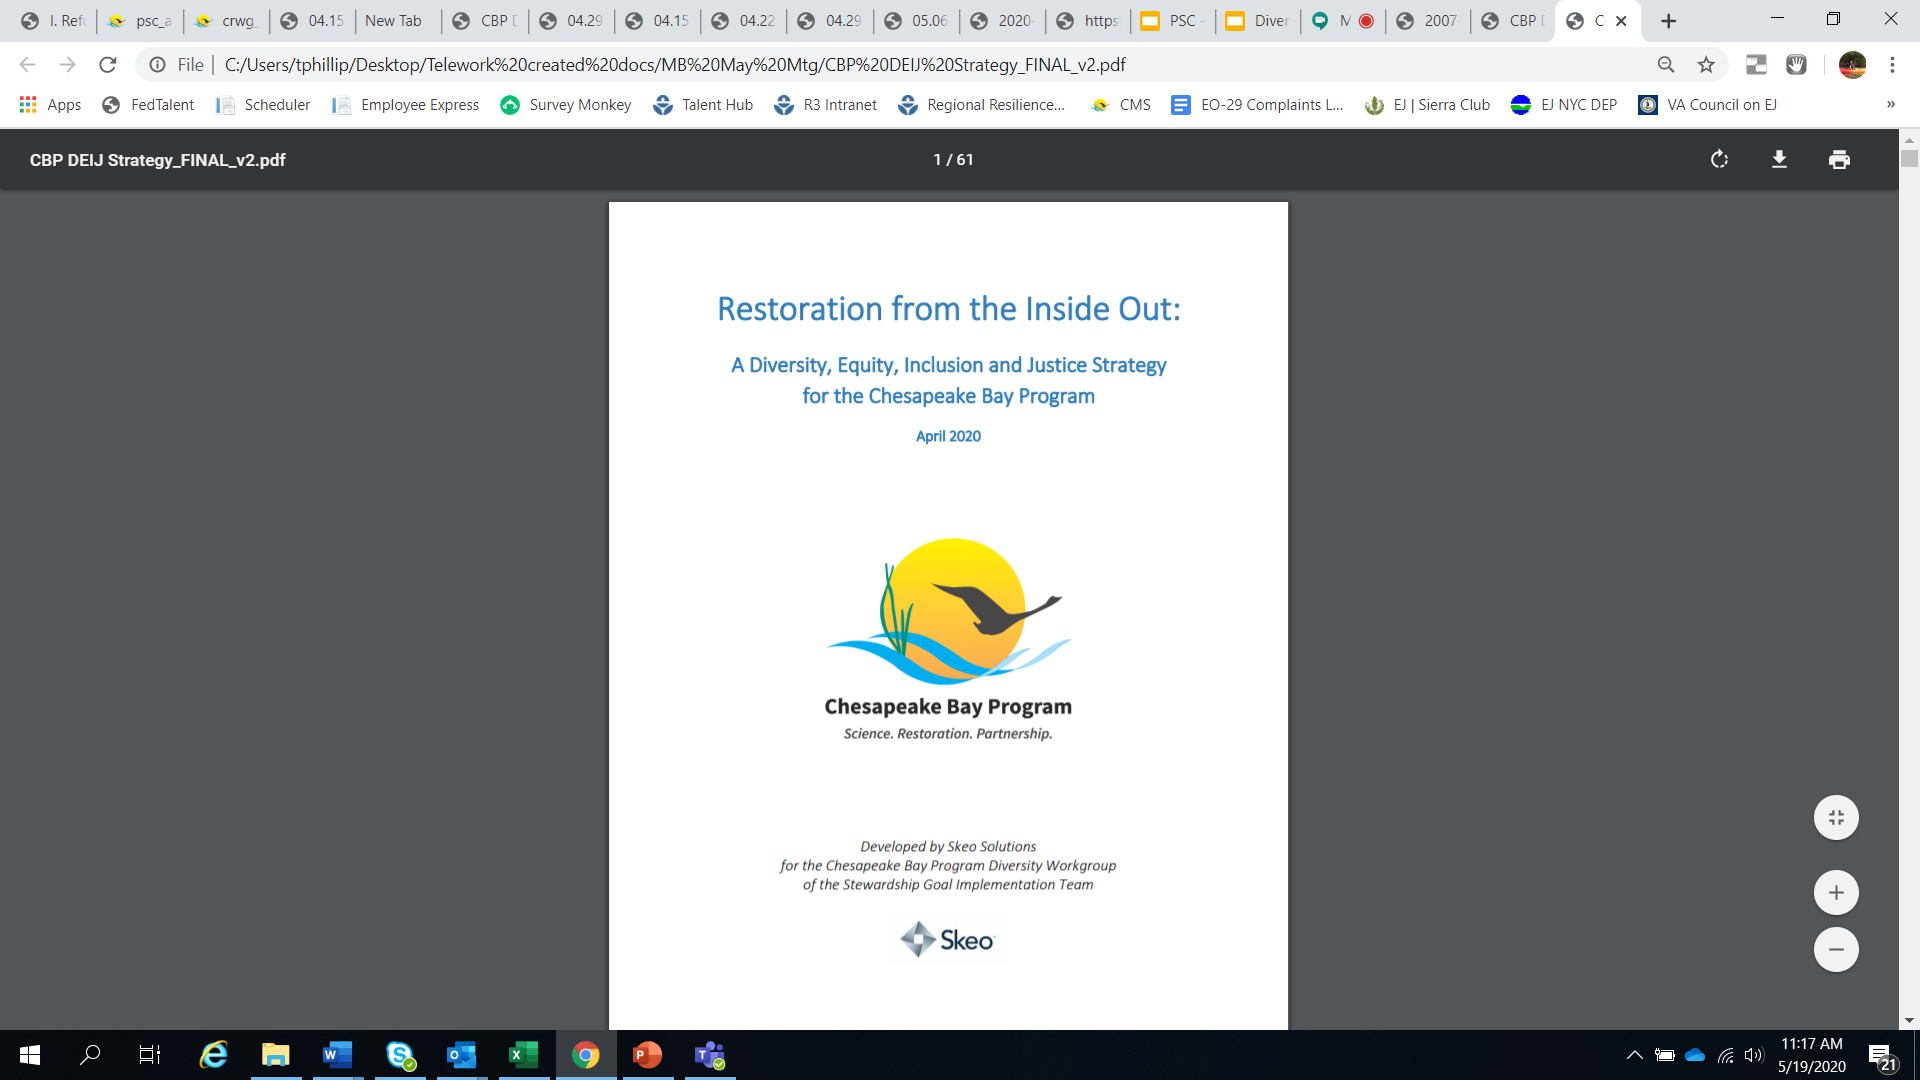 I. Refo
psc_a
crwg_
04.15
New Tab
CBP D
04.29
04.15
04.22
04.29
05.06
2020-
https
PSC -
Diver
M
2007-
CBP D
C
File
C:/Users/tphillip/Desktop/Telework%20created%20docs/MB%20May%20Mtg/CBP%20DEIJ%20Strategy_FINAL_v2.pdf
Apps
FedTalent
Scheduler
Employee Express
Survey Monkey
Talent Hub
R3 Intranet
Regional Resilience...
CMS
EO-29 Complaints L...
EJ | Sierra Club
EJ NYC DEP
VA Council on EJ
»
CBP DEIJ Strategy_FINAL_v2.pdf
1 / 61
Restoration from the Inside Out:
A Diversity, Equity, Inclusion and Justice Strategy
for the Chesapeake Bay Program
April 2020
Chesapeake Bay Program
Science. Restoration. Partnership.
Developed by Skeo Solutions
for the Chesapeake Bay Program Diversity Workgroup
of the Stewardship Goal Implementation Team
Skeo
11:17 AM
5/19/2020
21